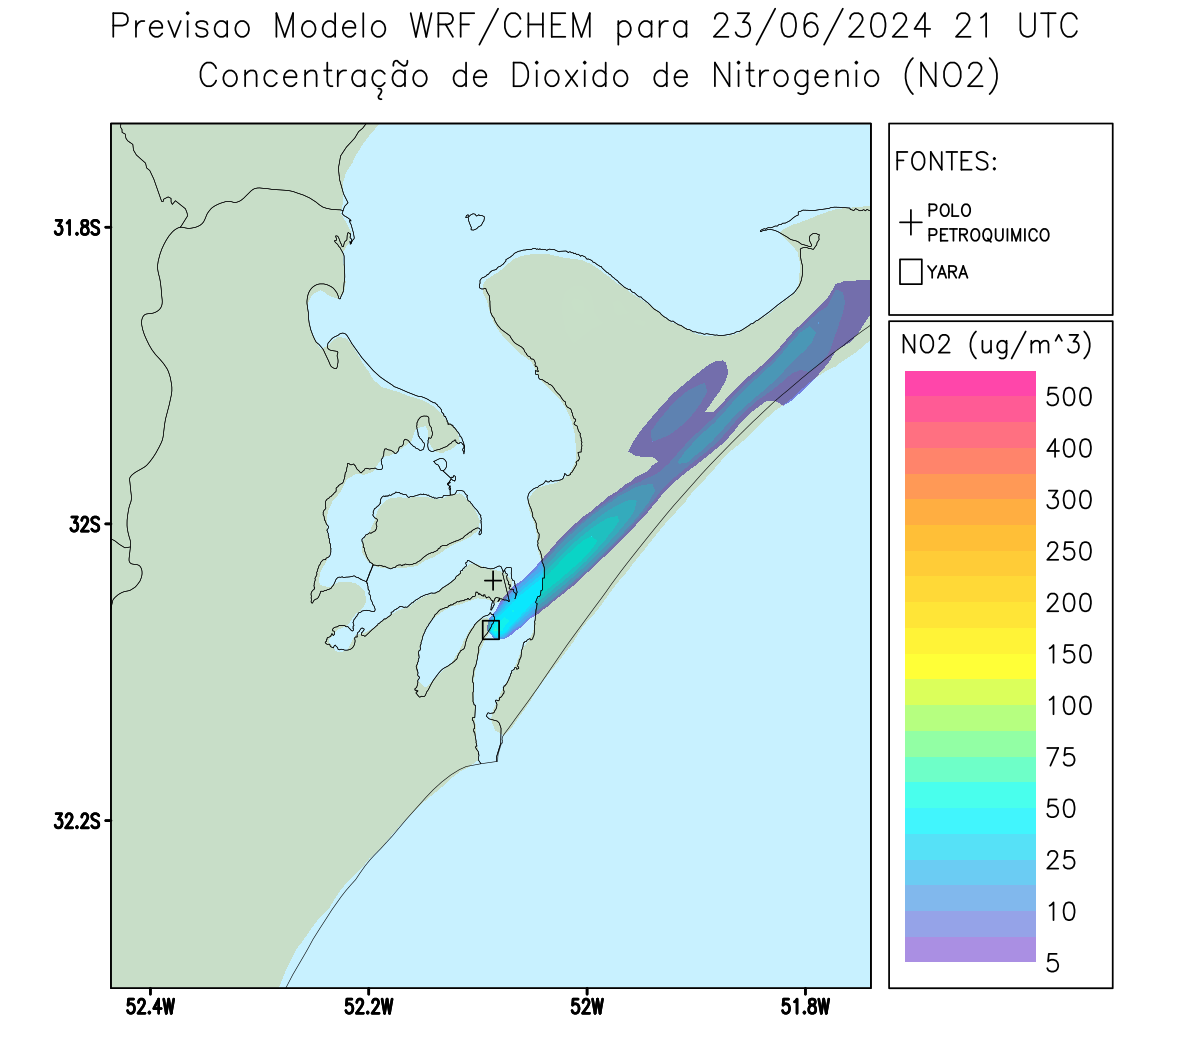 Previsao Modelo WRF/CHEM para 23/06/2024 21 UTC
Concentração de Dioxido de Nitrogenio (NO2)
FONTES:
POLO
PETROQUIMICO
YARA
31.8S
32S
32.2S
52.4W
52.2W
52W
51.8W
NO2 (ug/m^3)
500
400
300
250
200
150
100
75
50
25
10
5